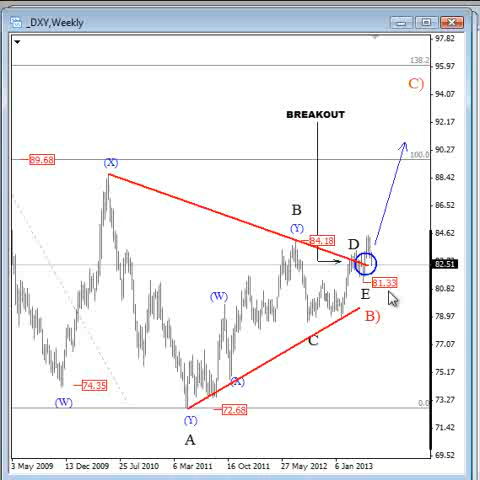 _DXY,Weekly
97.82
138.2
95.97
C)
94.07
BREAKOUT
92.17
100.0
90.27
89.68
(X)
88.42
86.52
B
(Y)
84.62
84.18
D
82.51
81.33
E
80.82
(W)
78.97
B)
C
77.07
75.17
74.35
(X)
(W)
73.27
72.68
0.0
(Y)
71.42
A
69.52
3 May 2009 13 Dec 2009 25 Jul 2010 6 Mar 2011 16 Oct 2011 27 May 2012 6 Jan 2013